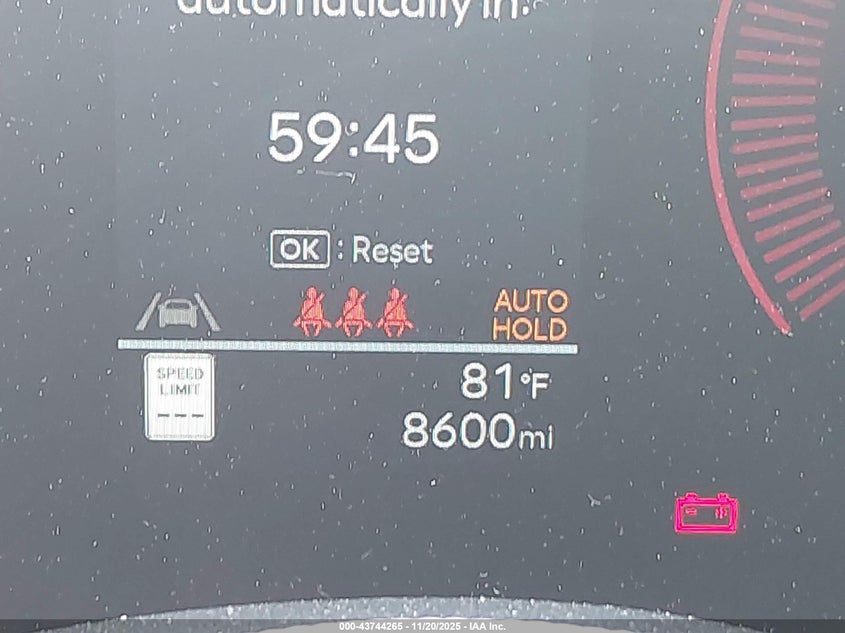 automatically in:
59:45
OK : Reset
AUTO
HOLD
SPEED
LIMIT
---
81°F
8600mi
000-43744265 - 11/20/2025 - IAA Inc.